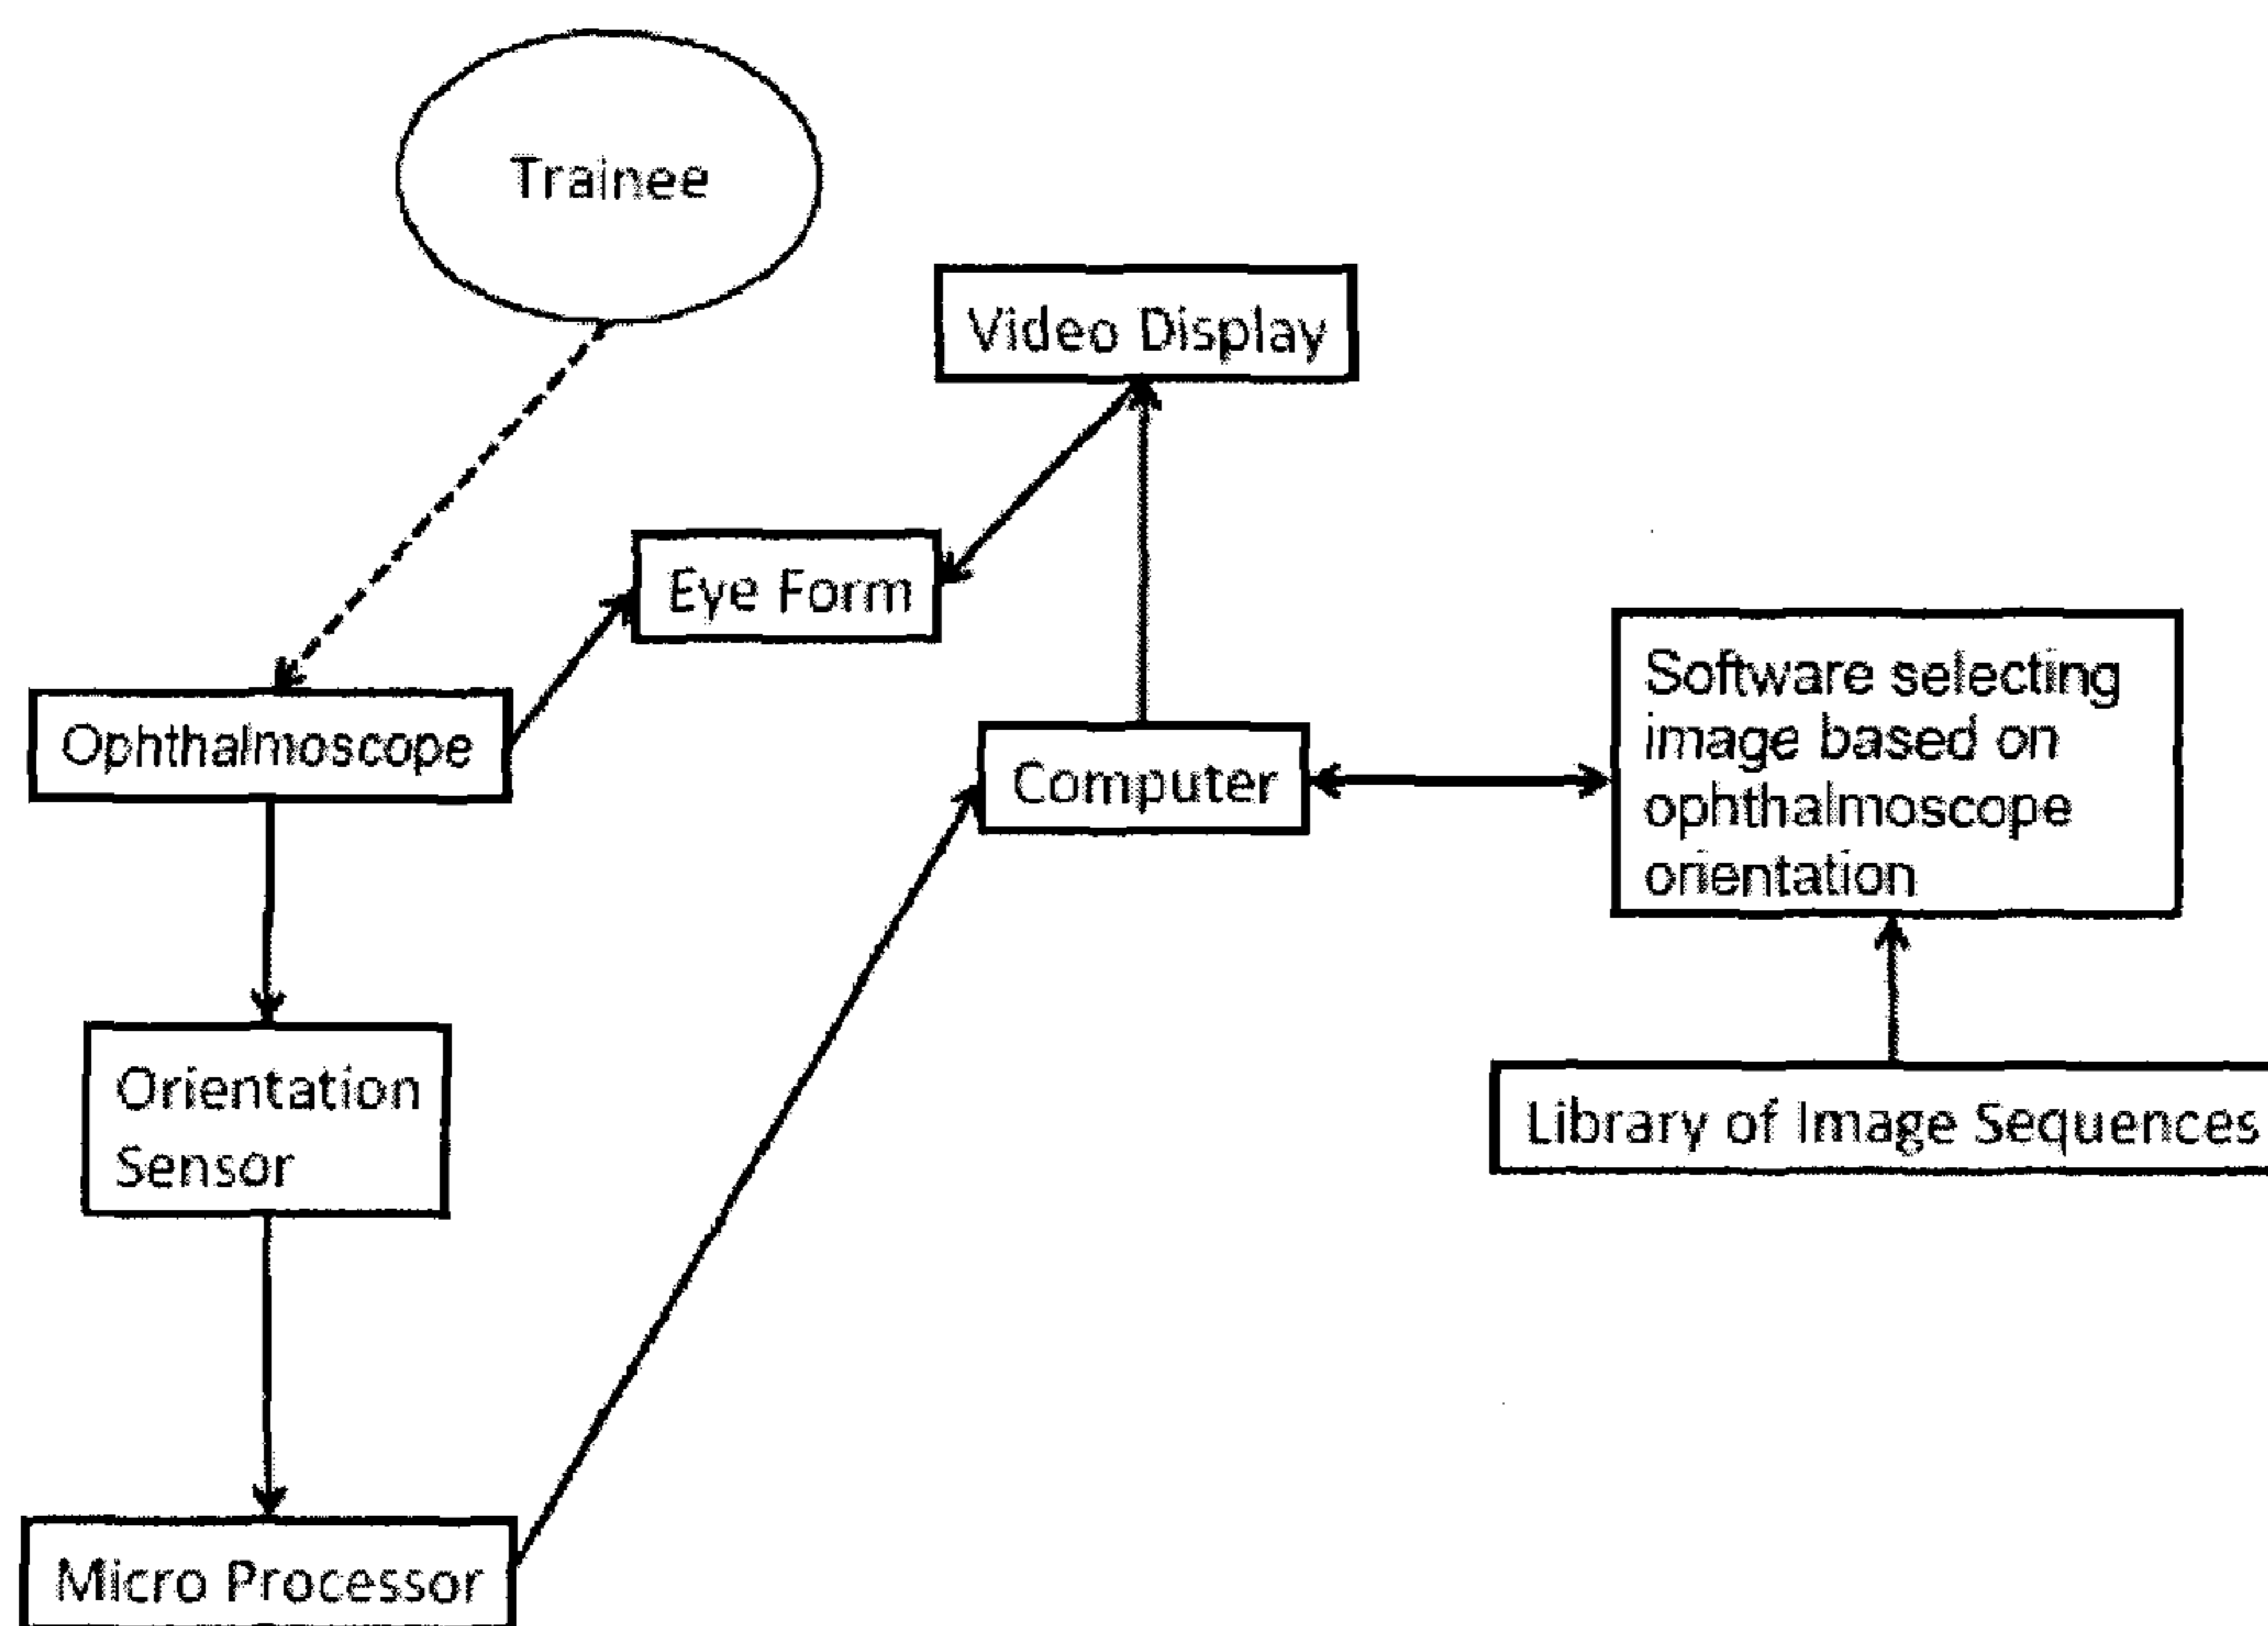 Trainee
Video Display
Eye Form
Ophthalmoscope
Computer
Software selecting
image based on
ophthalmoscope
orientation
Orientation
Sensor
Library of Image Sequences
Micro Processor